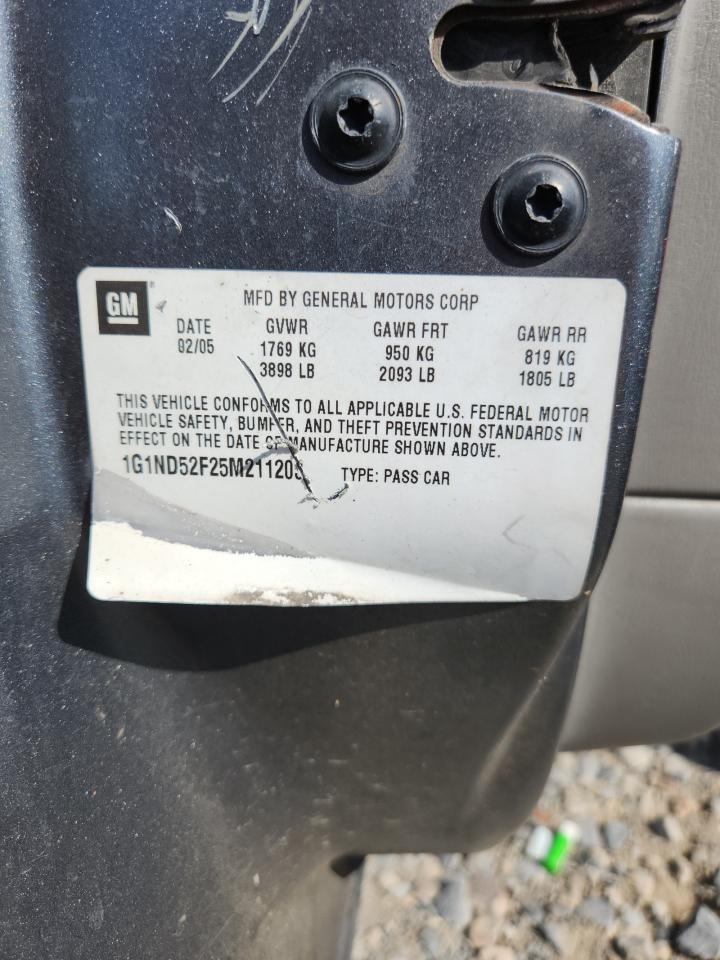 GM
MFD BY GENERAL MOTORS CORP
DATE GVWR GAWR FRT GAWR RR
02/05 1769 KG 950 KG 819 KG
3898 LB 2093 LB 1805 LB
THIS VEHICLE CONFORMS TO ALL APPLICABLE U.S. FEDERAL MOTOR
VEHICLE SAFETY, BUMPER, AND THEFT PREVENTION STANDARDS IN
EFFECT ON THE DATE OF MANUFACTURE SHOWN ABOVE.
1G1ND52F25M211203 TYPE: PASS CAR